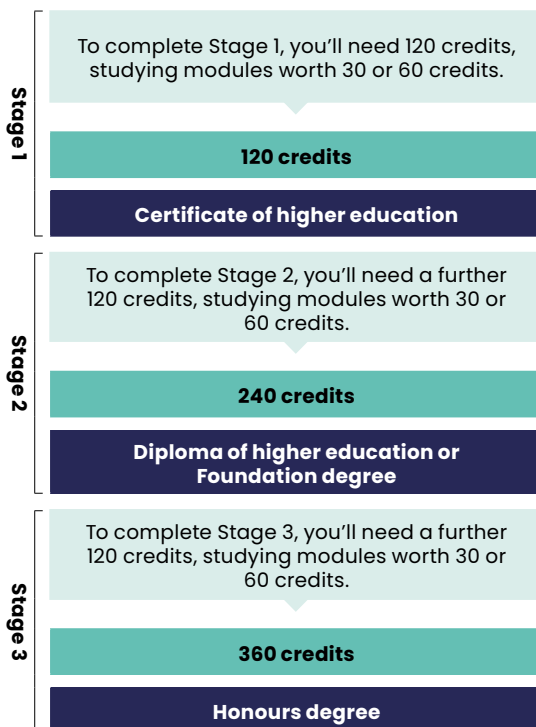 Stage 1
To complete Stage 1, you’ll need 120 credits,
studying modules worth 30 or 60 credits.
120 credits
Certificate of higher education
Stage 2
To complete Stage 2, you’ll need a further
120 credits, studying modules worth 30 or
60 credits.
240 credits
Diploma of higher education or
Foundation degree
Stage 3
To complete Stage 3, you’ll need a further
120 credits, studying modules worth 30 or
60 credits.
360 credits
Honours degree